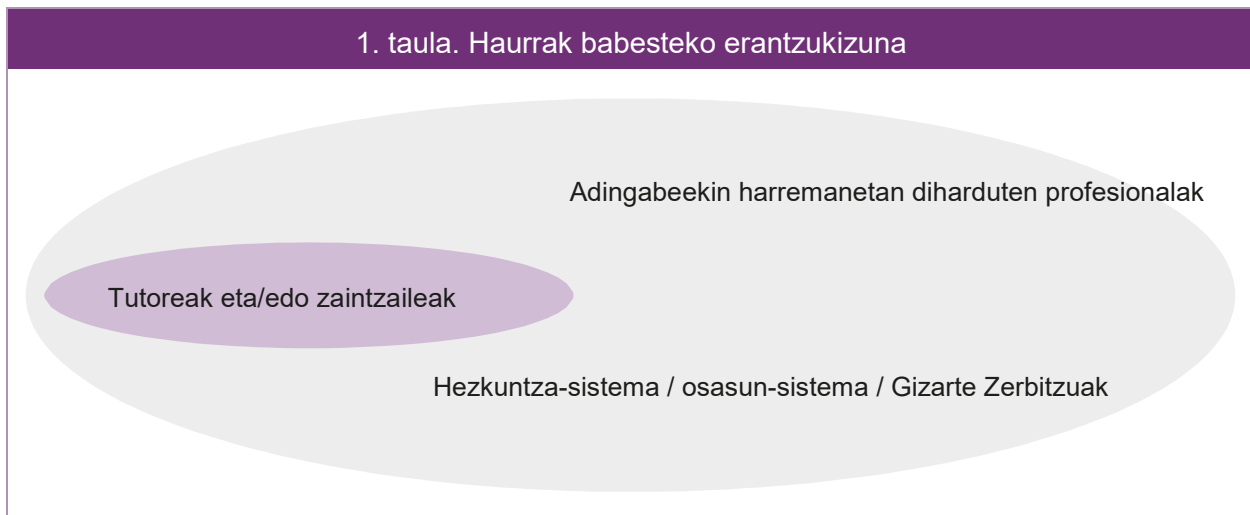 1. taula. Haurrak babesteko erantzukizuna
Adingabeekin harremanetan diharduten profesionalak
Tutoreak eta/edo zaintzaileak
Hezkuntza-sistema / osasun-sistema / Gizarte Zerbitzuak